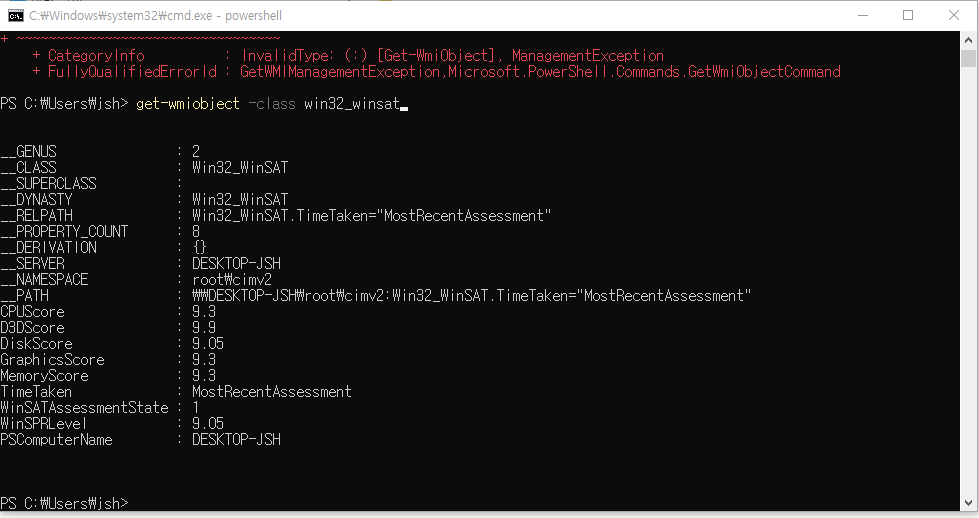 C:₩Windows₩system32₩cmd.exe - powershell
+ ~~~~~~~~~~~~~~~~~~~~~~~~~~~~~~~~~
    + CategoryInfo          : InvalidType: (:) [Get-WmiObject], ManagementException
    + FullyQualifiedErrorId : GetWMIManagementException,Microsoft.PowerShell.Commands.GetWmiObjectCommand
PS C:₩Users₩jsh> get-wmiobject -class win32_winsat
__GENUS               : 2
__CLASS               : Win32_WinSAT
__SUPERCLASS          :
__DYNASTY             : Win32_WinSAT
__RELPATH             : Win32_WinSAT.TimeTaken="MostRecentAssessment"
__PROPERTY_COUNT      : 8
__DERIVATION          : {}
__SERVER              : DESKTOP-JSH
__NAMESPACE           : root₩cimv2
__PATH                : ₩₩DESKTOP-JSH₩root₩cimv2:Win32_WinSAT.TimeTaken="MostRecentAssessment"
CPUScore              : 9.3
D3DScore              : 9.9
DiskScore             : 9.05
GraphicsScore         : 9.3
MemoryScore           : 9.3
TimeTaken             : MostRecentAssessment
WinSATAssessmentState : 1
WinSPRLevel           : 9.05
PSComputerName        : DESKTOP-JSH
PS C:₩Users₩jsh>